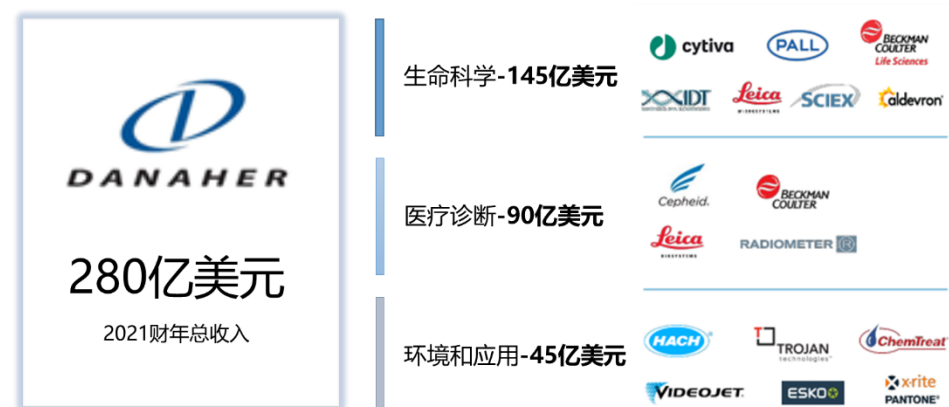 DANAHER
280亿美元
2021财年总收入
生命科学-145亿美元
cytiva
PALL
BECKMAN
COULTER
Life Sciences
IDT
Leica
MICROSYSTEMS
SCIEX
aldevron
医疗诊断-90亿美元
Cepheid.
BECKMAN
COULTER
Leica
BIOSYSTEMS
RADIOMETER R
环境和应用-45亿美元
HACH
TROJAN
technologies
ChemTreat
VIDEOJET.
ESKO
x-rite
PANTONE